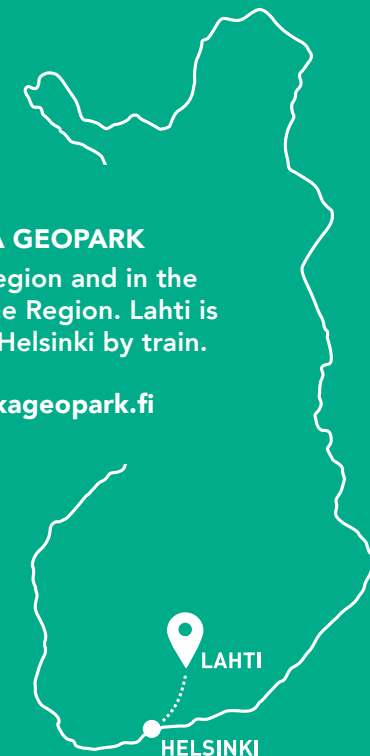 Ä GEOPARK
egion and in the
e Region. Lahti is
Helsinki by train.
kageopark.fi
LAHTI
HELSINKI